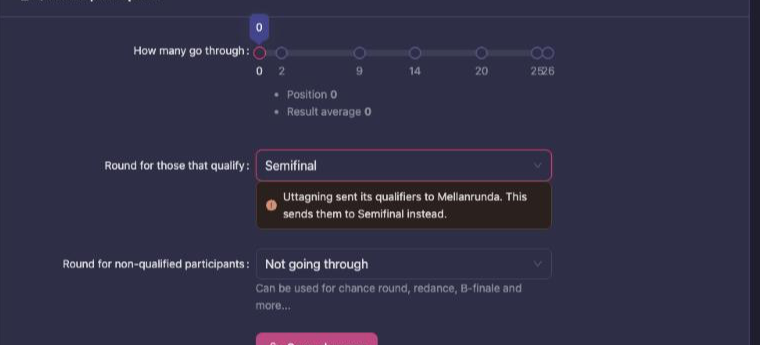 0
How many go through:
0 2 9 14 20 25 26
• Position 0
• Result average 0
Round for those that qualify: Semifinal
Uttagning sent its qualifiers to Mellanrunda. This
sends them to Semifinal instead.
Round for non-qualified participants: Not going through
Can be used for chance round, redance, B-finale and
more...